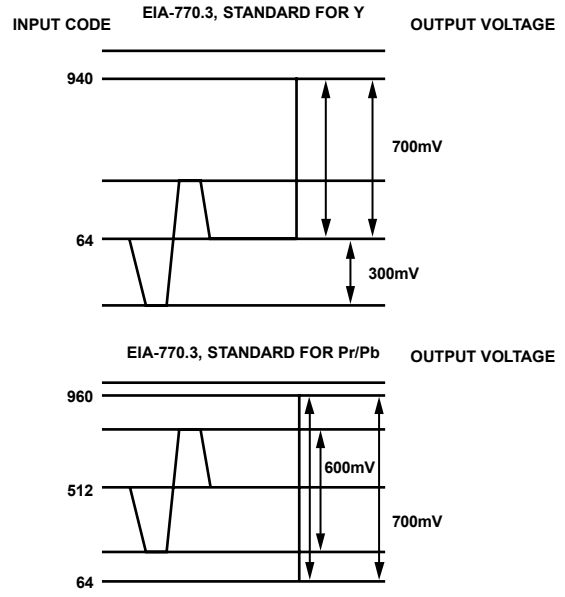 EIA-770.3, STANDARD FOR Y
INPUT CODE
OUTPUT VOLTAGE
940
700mV
64
300mV
EIA-770.3, STANDARD FOR Pr/Pb
OUTPUT VOLTAGE
960
600mV
512
700mV
64